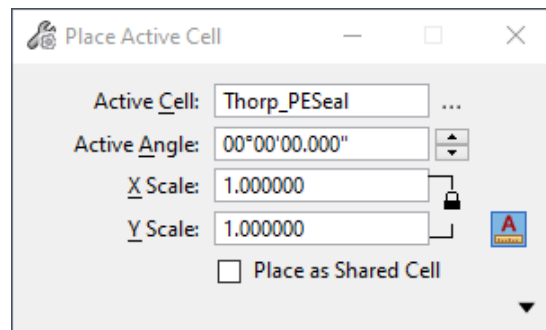 Place Active Cell
Active Cell: Thorp_PESeal ...
Active Angle: 00°00'00.000"
X Scale: 1.000000
Y Scale: 1.000000
A
Place as Shared Cell